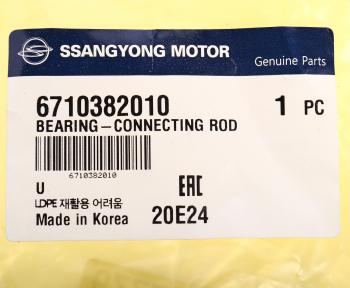 SSANGYONG MOTOR
Genuine Parts
6710382010 1 PC
BEARING-CONNECTING ROD
6710382010
U EAC
LDPE 재활용 어려움
Made in Korea 20E24